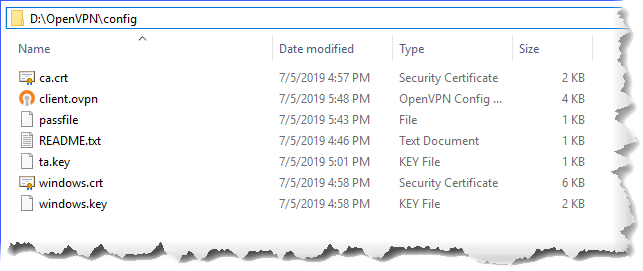 D:\OpenVPN\config
Name Date modified Type Size
ca.crt 7/5/2019 4:57 PM Security Certificate 2 KB
client.ovpn 7/5/2019 5:48 PM OpenVPN Config ... 4 KB
passfile 7/5/2019 5:43 PM File 1 KB
README.txt 7/5/2019 4:46 PM Text Document 1 KB
ta.key 7/5/2019 5:01 PM KEY File 1 KB
windows.crt 7/5/2019 4:58 PM Security Certificate 6 KB
windows.key 7/5/2019 4:58 PM KEY File 2 KB